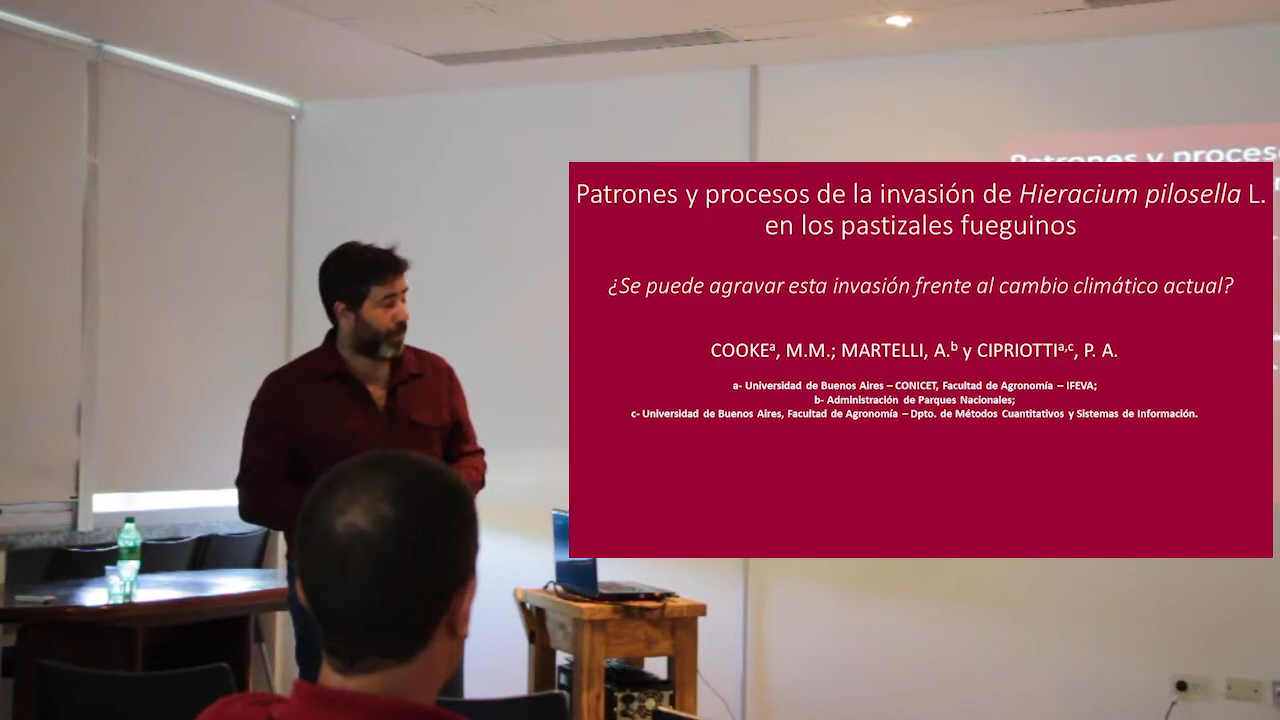 Patrones y proces
Patrones y procesos de la invasión de Hieracium pilosella L.
en los pastizales fueguinos
¿Se puede agravar esta invasión frente al cambio climático actual?
COOKEᵃ, M.M.; MARTELLI, A.ᵇ y CIPRIOTTIᵃ,ᶜ, P. A.
a- Universidad de Buenos Aires – CONICET, Facultad de Agronomía – IFEVA;
b- Administración de Parques Nacionales;
c- Universidad de Buenos Aires, Facultad de Agronomía – Dpto. de Métodos Cuantitativos y Sistemas de Información.